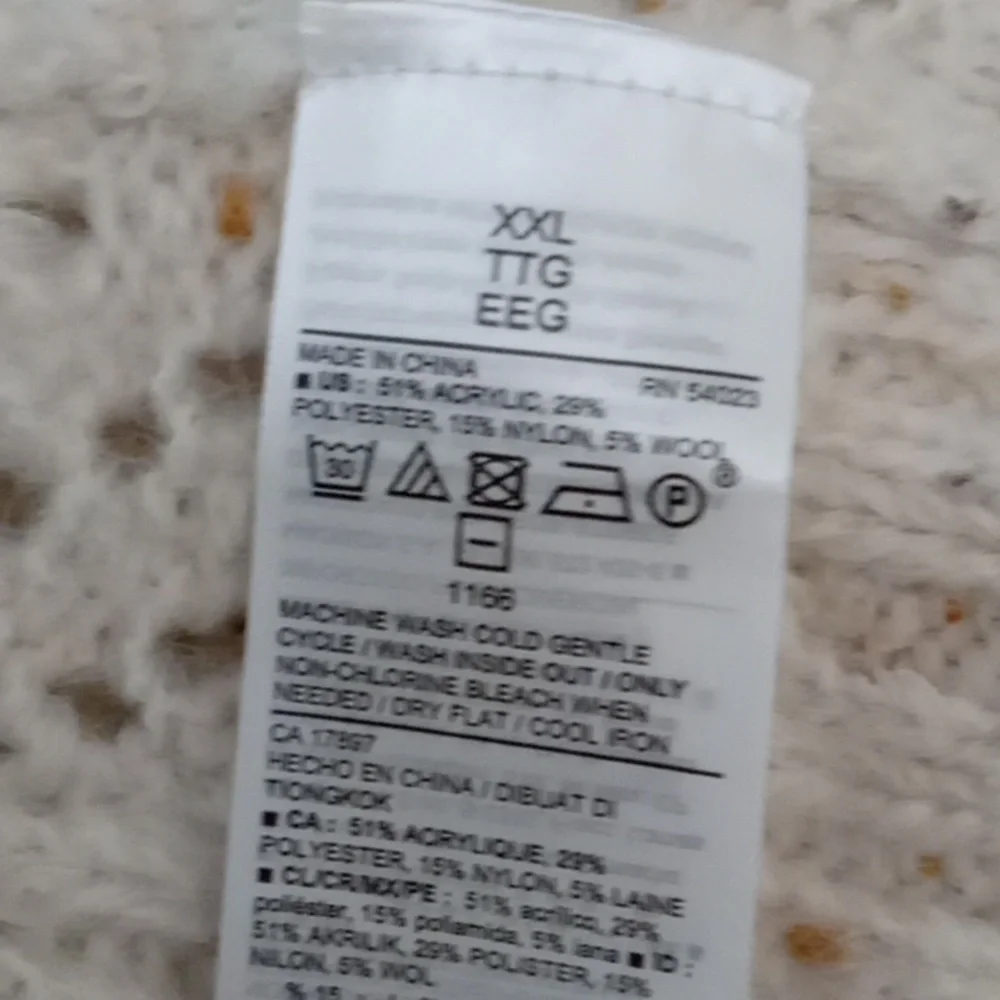 XXL
TTG
EEG
MADE IN CHINA RN 54023
■ US : 51% ACRYLIC, 29%
POLYESTER, 15% NYLON, 5% WOOL
30 P ®
1166
MACHINE WASH COLD GENTLE
CYCLE / WASH INSIDE OUT / ONLY
NON-CHLORINE BLEACH WHEN
NEEDED / DRY FLAT / COOL IRON
CA 17897
HECHO EN CHINA / DIBUAT DI
TIONGKOK
■ CA : 51% ACRYLIQUE, 29%
POLYESTER, 15% NYLON, 5% LAINE
■ CL/CR/MX/PE : 51% acrílico, 29%
poliéster, 15% poliamida, 5% lana ■ ID :
51% AKRILIK, 29% POLISTER, 15%
NILON, 5% WOL